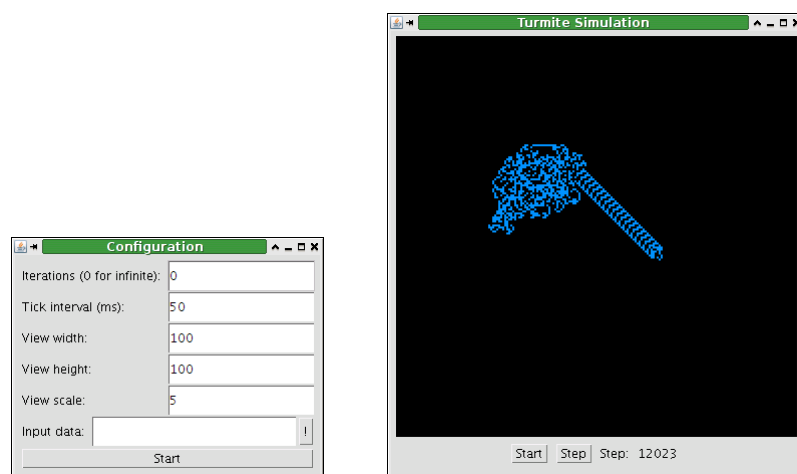 Turmite Simulation
Configuration
Iterations (0 for infinite): 0
Tick interval (ms): 50
View width: 100
View height: 100
View scale: 5
Input data: !
Start
Start Step Step: 12023